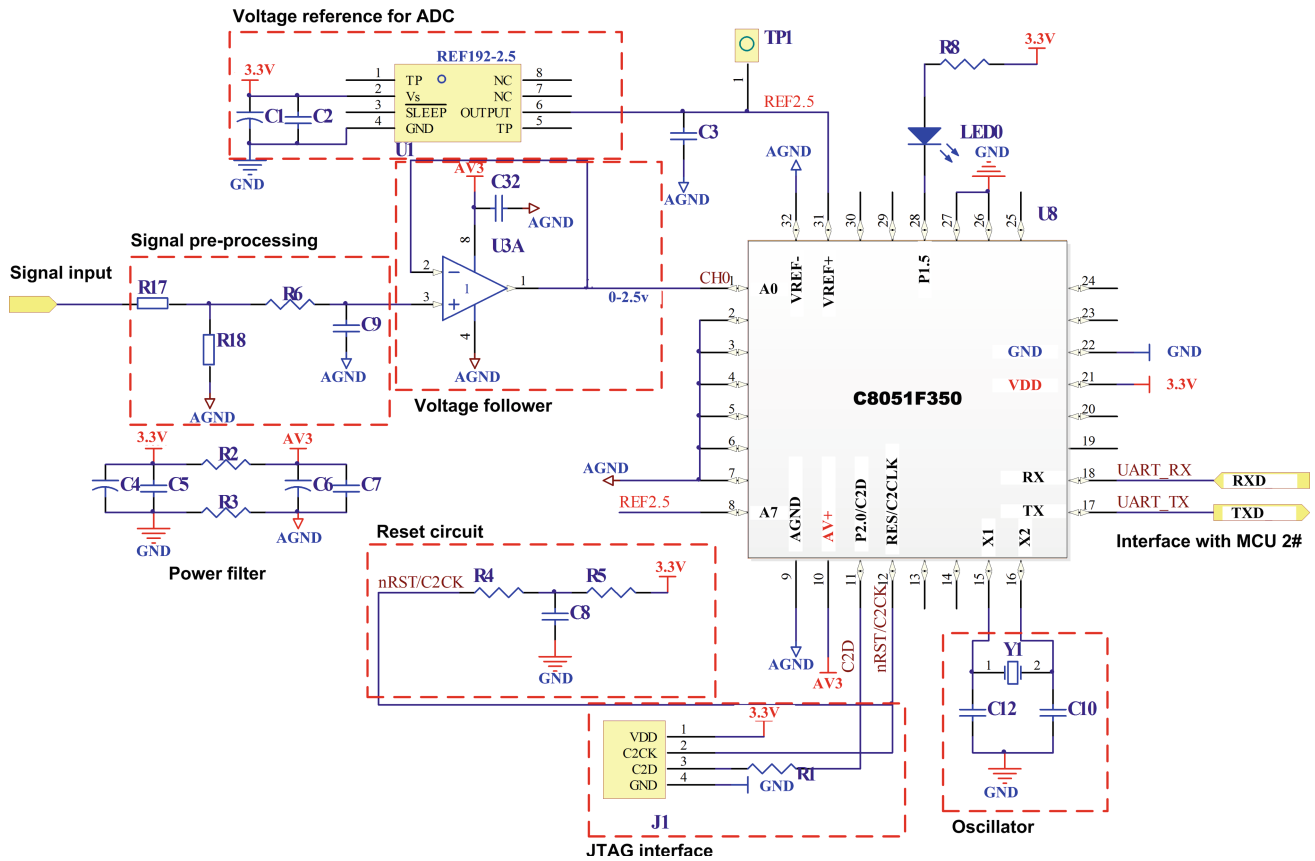 Voltage reference for ADC
REF192-2.5
3.3V
1 TP NC 8
2 Vs NC 7
3 SLEEP OUTPUT 6
4 GND TP 5
C1 C2
U1
GND
TP1
1
REF2.5
C3
AGND
R8
3.3V
LED0
GND
AGND
32 31 30 29 28 27 26 25
U8
VREF- VREF+ P1.5
AV3
C32
AGND
8
U3A
2
3
1
1
4
AGND
0-2.5v
Voltage follower
Signal pre-processing
Signal input
R17
R6
R18
C9
AGND
AGND
CH0
1 A0
2
3
4
5
6
7
8 A7
AGND
REF2.5
C8051F350
24
23
GND 22 GND
VDD 21 3.3V
20
19
RX 18 UART_RX RXD
TX 17 UART_TX TXD
Interface with MCU 2#
AGND AV+ P2.0/C2D RES/C2CLK X1 X2
9 10 11 12 13 14 15 16
AGND
AV3
C2D
nRST/C2CK
3.3V
R2
AV3
C4 C5 C6 C7
R3
GND
AGND
Power filter
Reset circuit
nRST/C2CK
R4
R5
3.3V
C8
GND
Y1
1 2
C12 C10
GND
Oscillator
3.3V
VDD 1
C2CK 2
C2D 3
GND 4
R1
GND
J1
JTAG interface